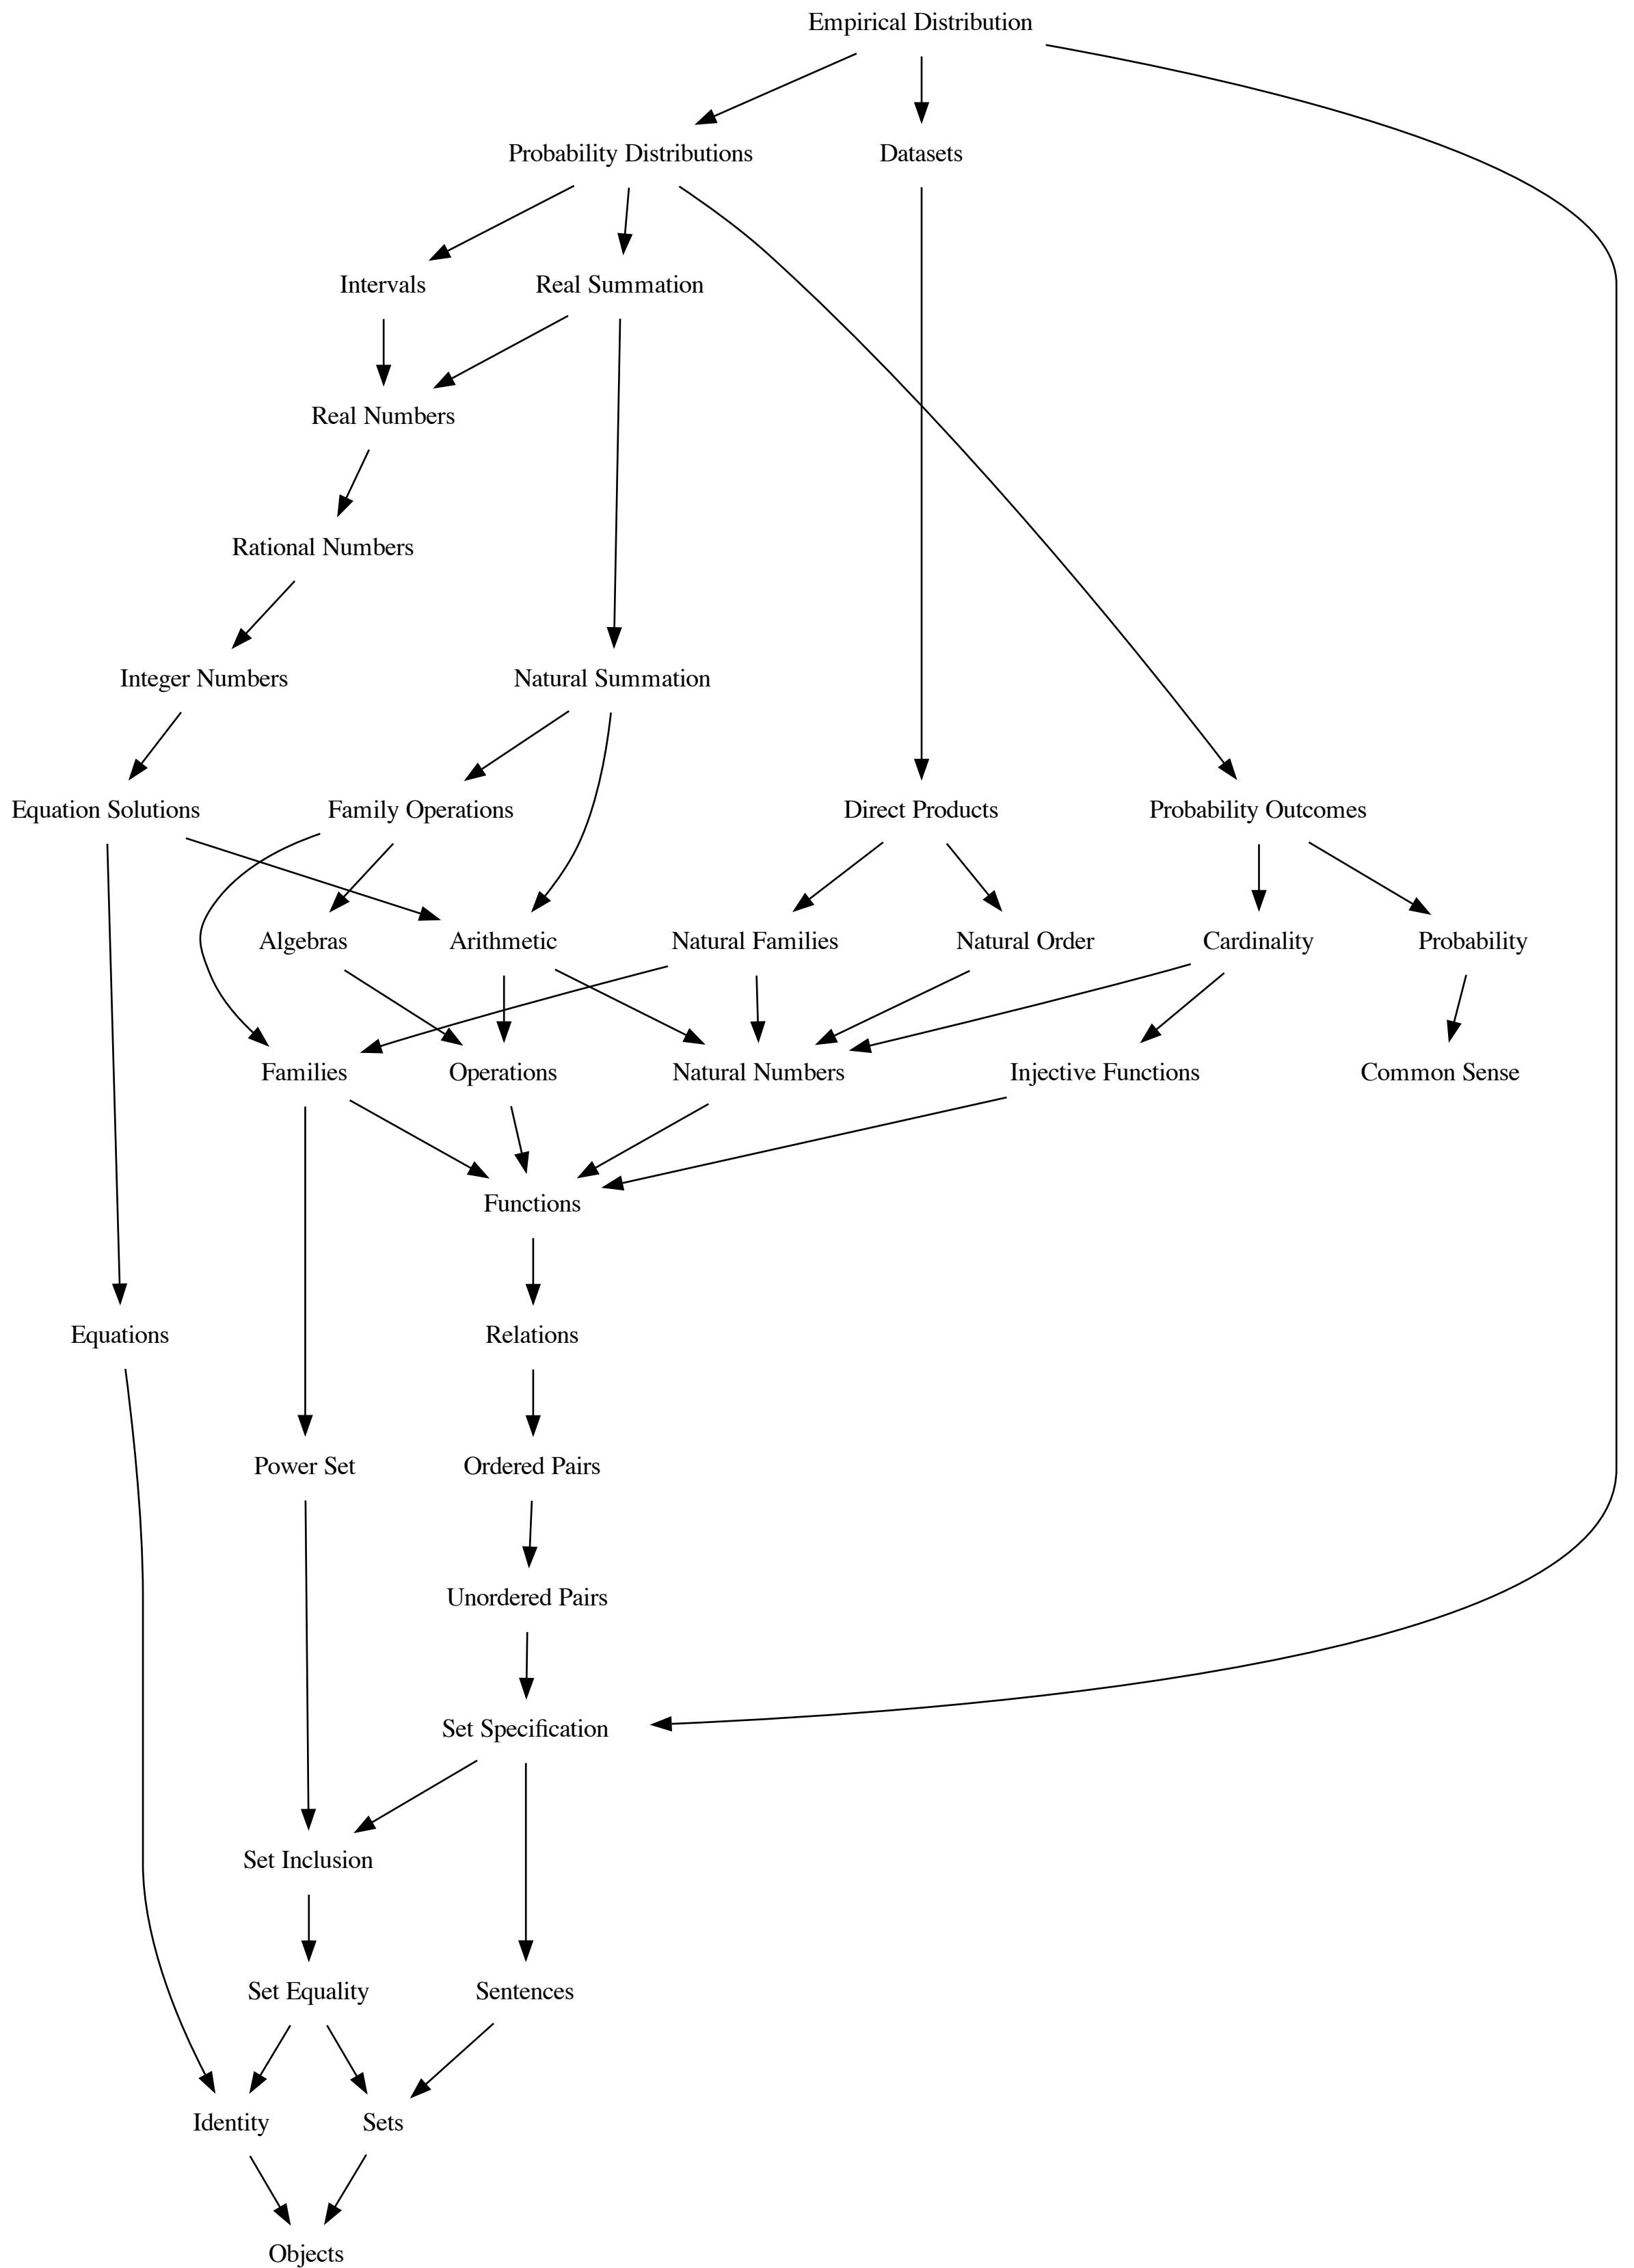 Empirical Distribution
Probability Distributions
Datasets
Intervals
Real Summation
Real Numbers
Rational Numbers
Integer Numbers
Natural Summation
Equation Solutions
Family Operations
Direct Products
Probability Outcomes
Algebras
Arithmetic
Natural Families
Natural Order
Cardinality
Probability
Families
Operations
Natural Numbers
Injective Functions
Common Sense
Functions
Equations
Relations
Power Set
Ordered Pairs
Unordered Pairs
Set Specification
Set Inclusion
Set Equality
Sentences
Identity
Sets
Objects